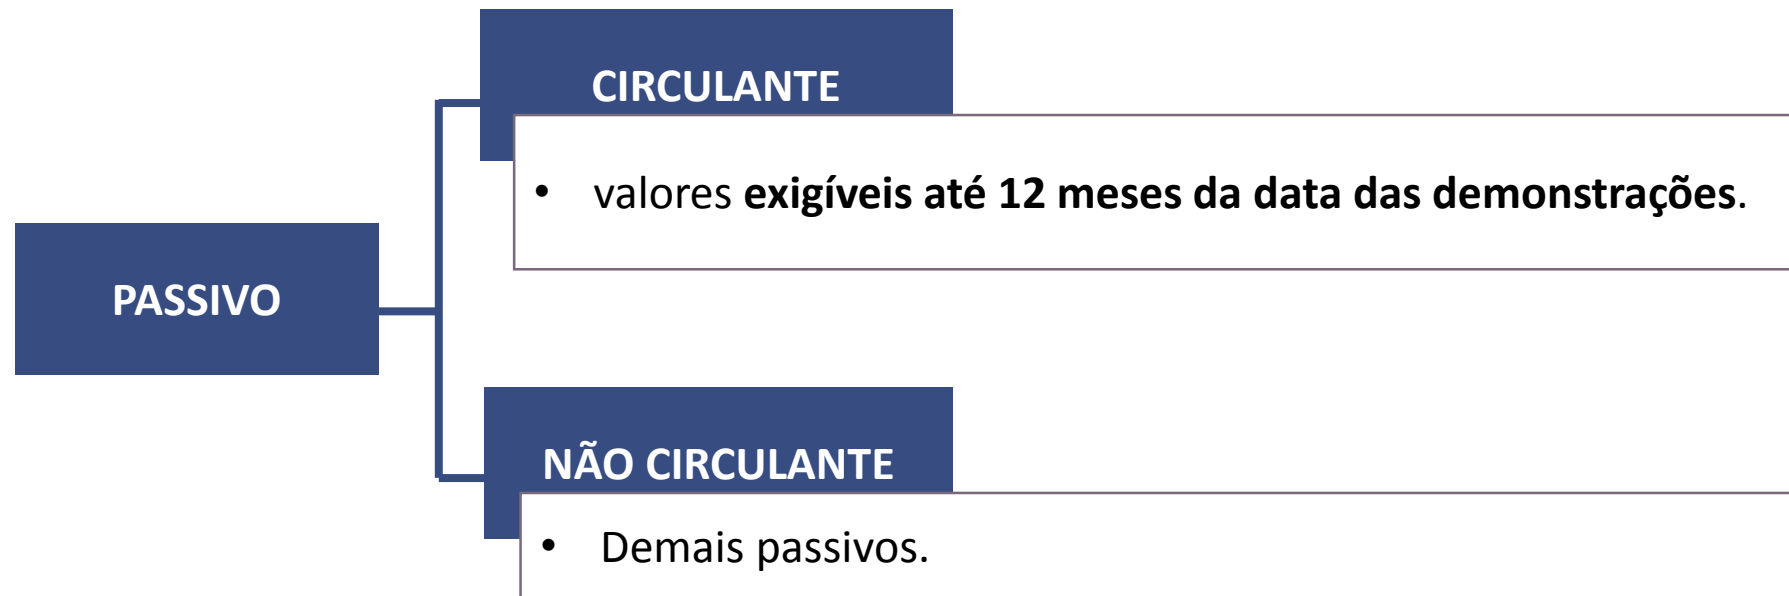 CIRCULANTE
• valores exigíveis até 12 meses da data das demonstrações.
PASSIVO
NÃO CIRCULANTE
• Demais passivos.